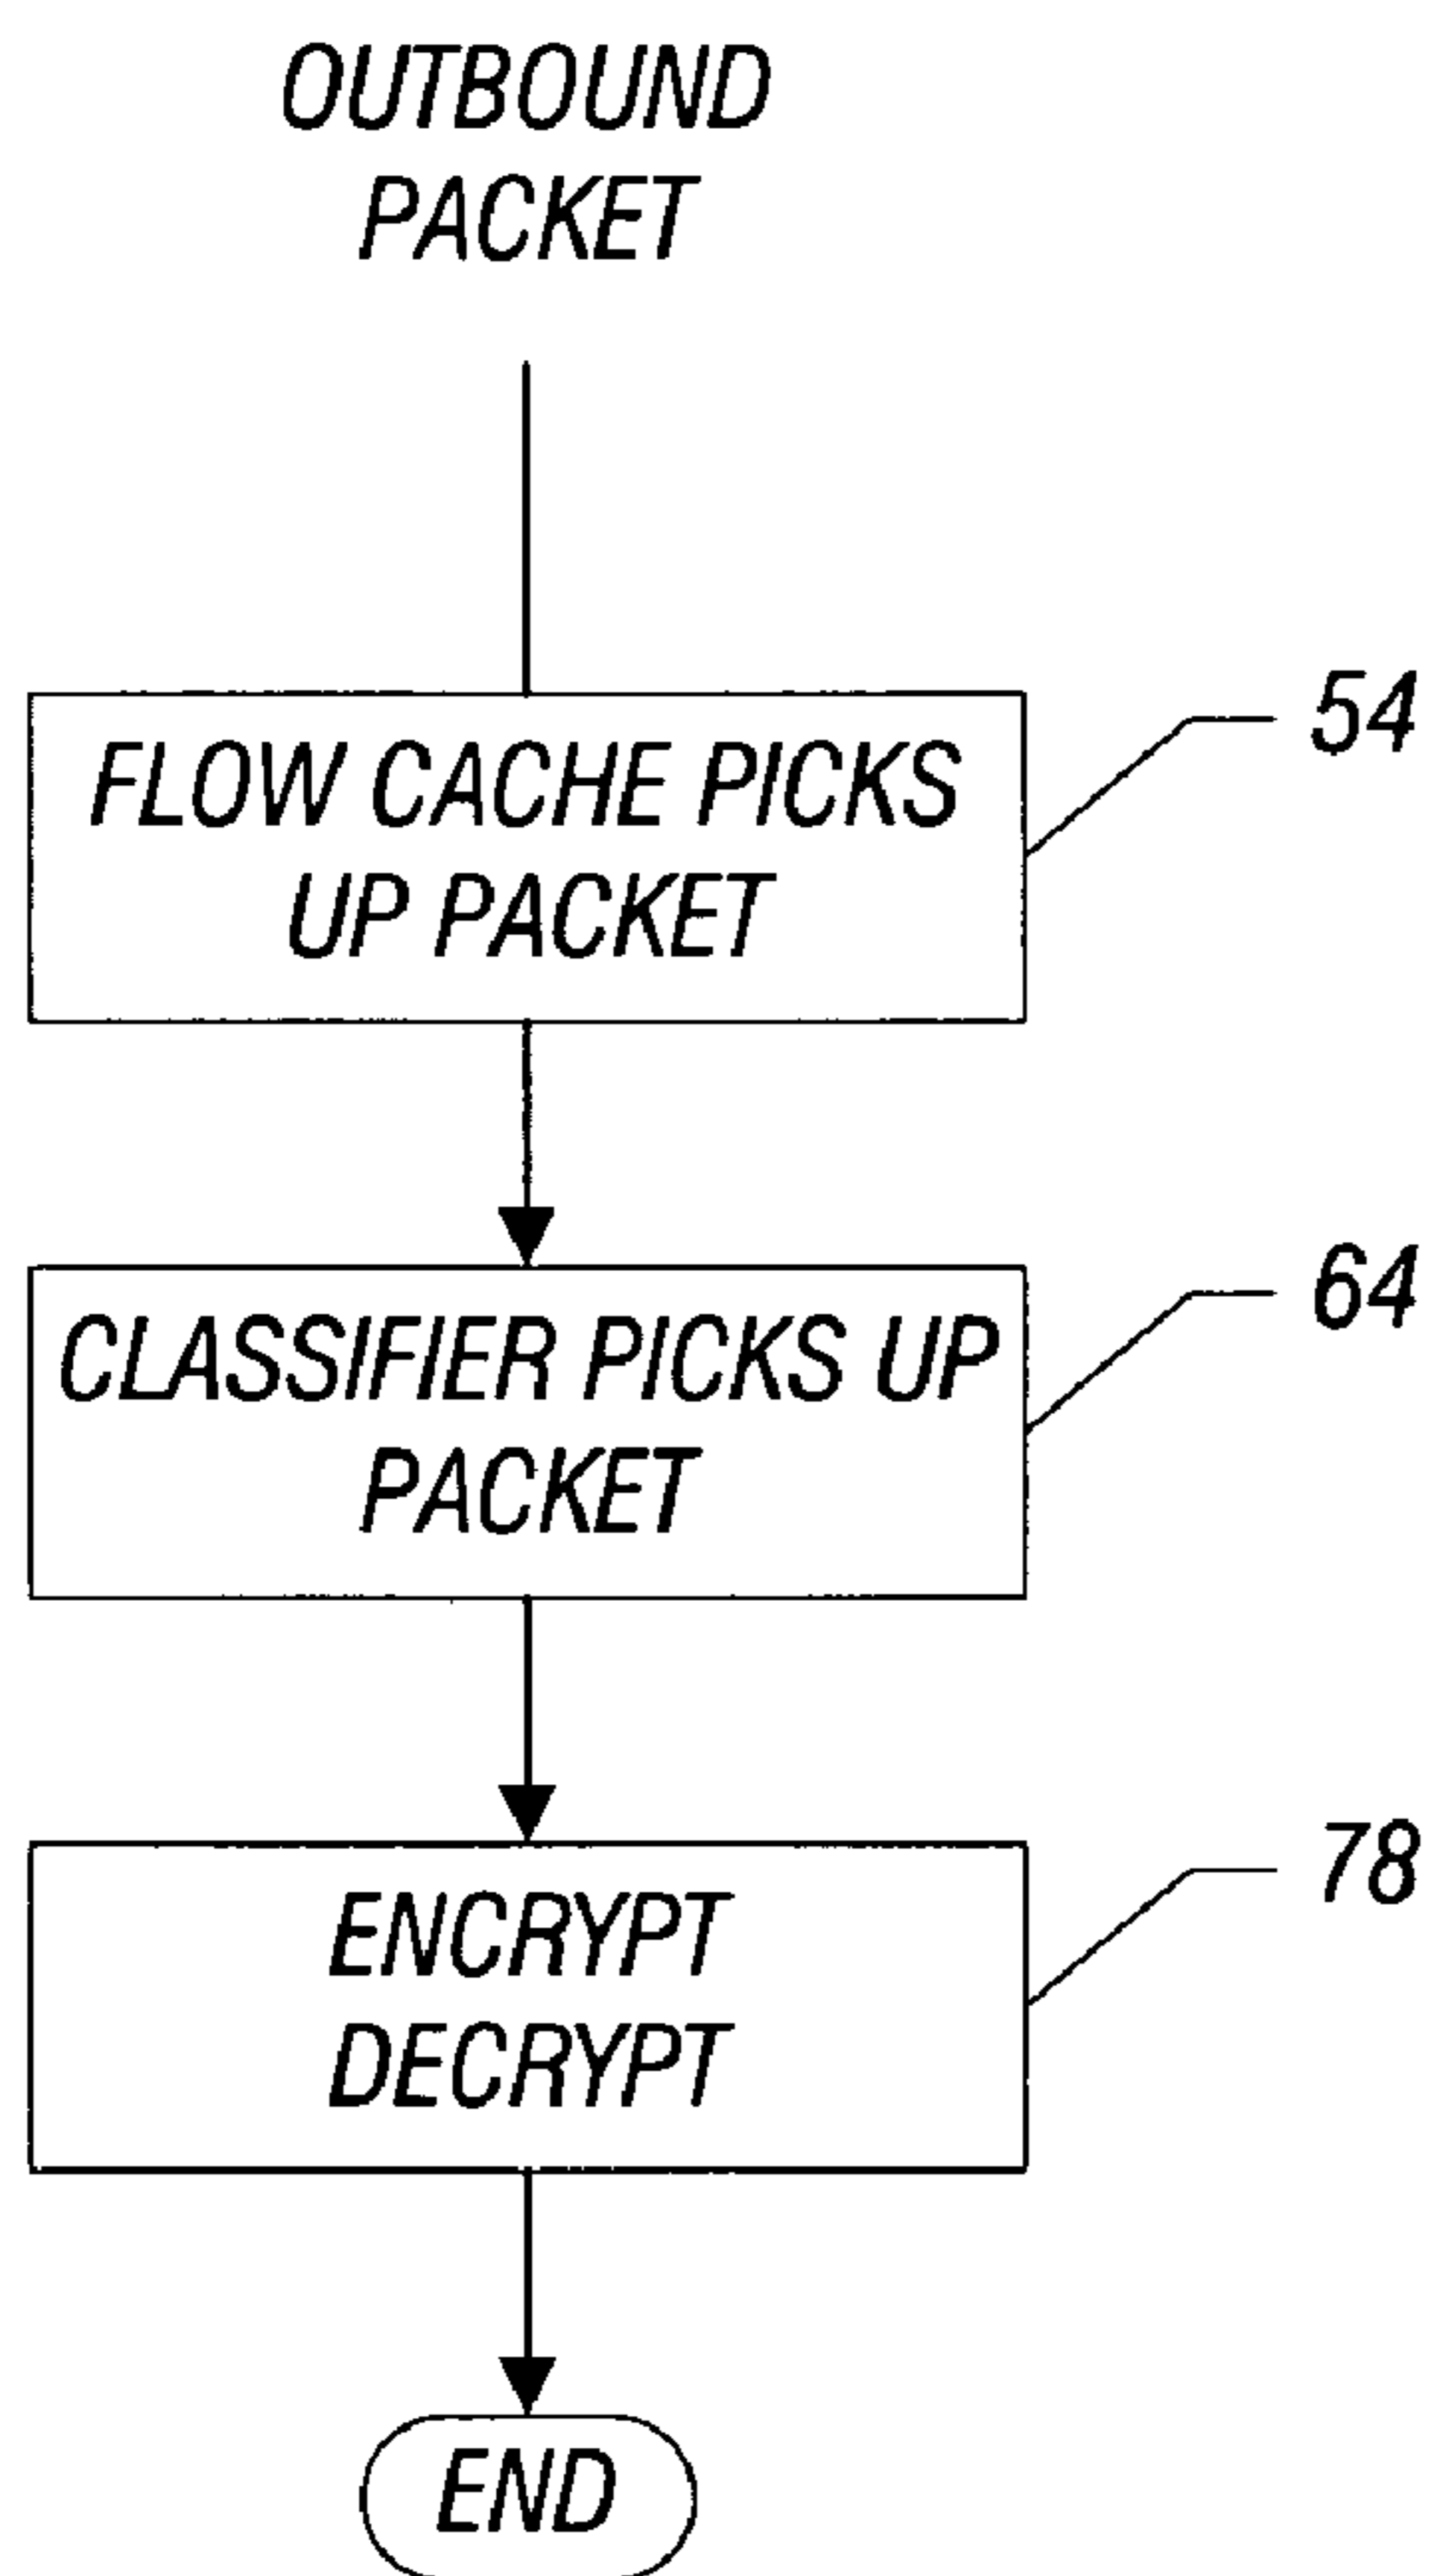 OUTBOUND
PACKET
FLOW CACHE PICKS
UP PACKET
54
CLASSIFIER PICKS UP
PACKET
64
ENCRYPT
DECRYPT
78
END